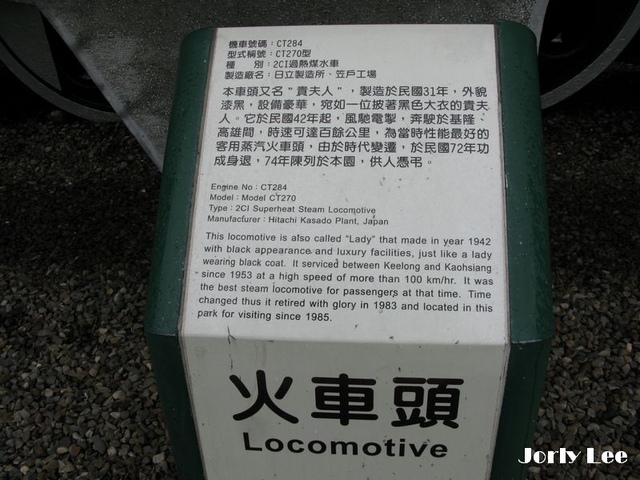 機車號碼：CT284
型式稱號：CT270型
種　　別：2CI過熱煤水車
製造廠名：日立製造所、笠戶工場
本車頭又名"貴夫人"，製造於民國31年，外貌
漆黑，設備豪華，宛如一位披著黑色大衣的貴夫
人。它於民國42年起，風馳電掣，奔駛於基隆、
高雄間，時速可達百餘公里，為當時性能最好的
客用蒸汽火車頭，由於時代變遷，於民國72年功
成身退，74年陳列於本園，供人憑弔。
Engine No：CT284
Model：Model CT270
Type：2CI Superheat Steam Locomotive
Manufacturer：Hitachi Kasado Plant, Japan
This locomotive is also called "Lady" that made in year 1942
with black appearance and luxury facilities, just like a lady
wearing black coat. It serviced between Keelong and Kaohsiang
since 1953 at a high speed of more than 100 km/hr. It was
the best steam locomotive for passengers at that time. Time
changed thus it retired with glory in 1983 and located in this
park for visiting since 1985.
火車頭
Locomotive
Jorly Lee